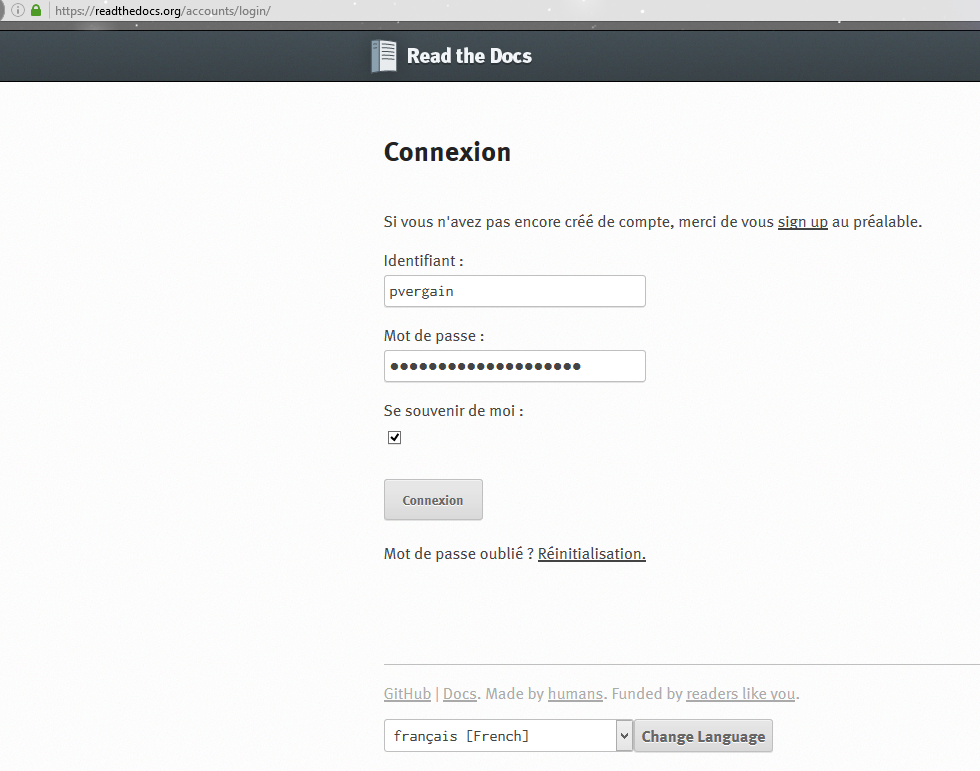 https://readthedocs.org/accounts/login/
Read the Docs
Connexion
Si vous n'avez pas encore créé de compte, merci de vous sign up au préalable.
Identifiant :
pvergain
Mot de passe :
●●●●●●●●●●●●●●●●●●●●
Se souvenir de moi :
Connexion
Mot de passe oublié ? Réinitialisation.
GitHub | Docs. Made by humans. Funded by readers like you.
français [French] Change Language